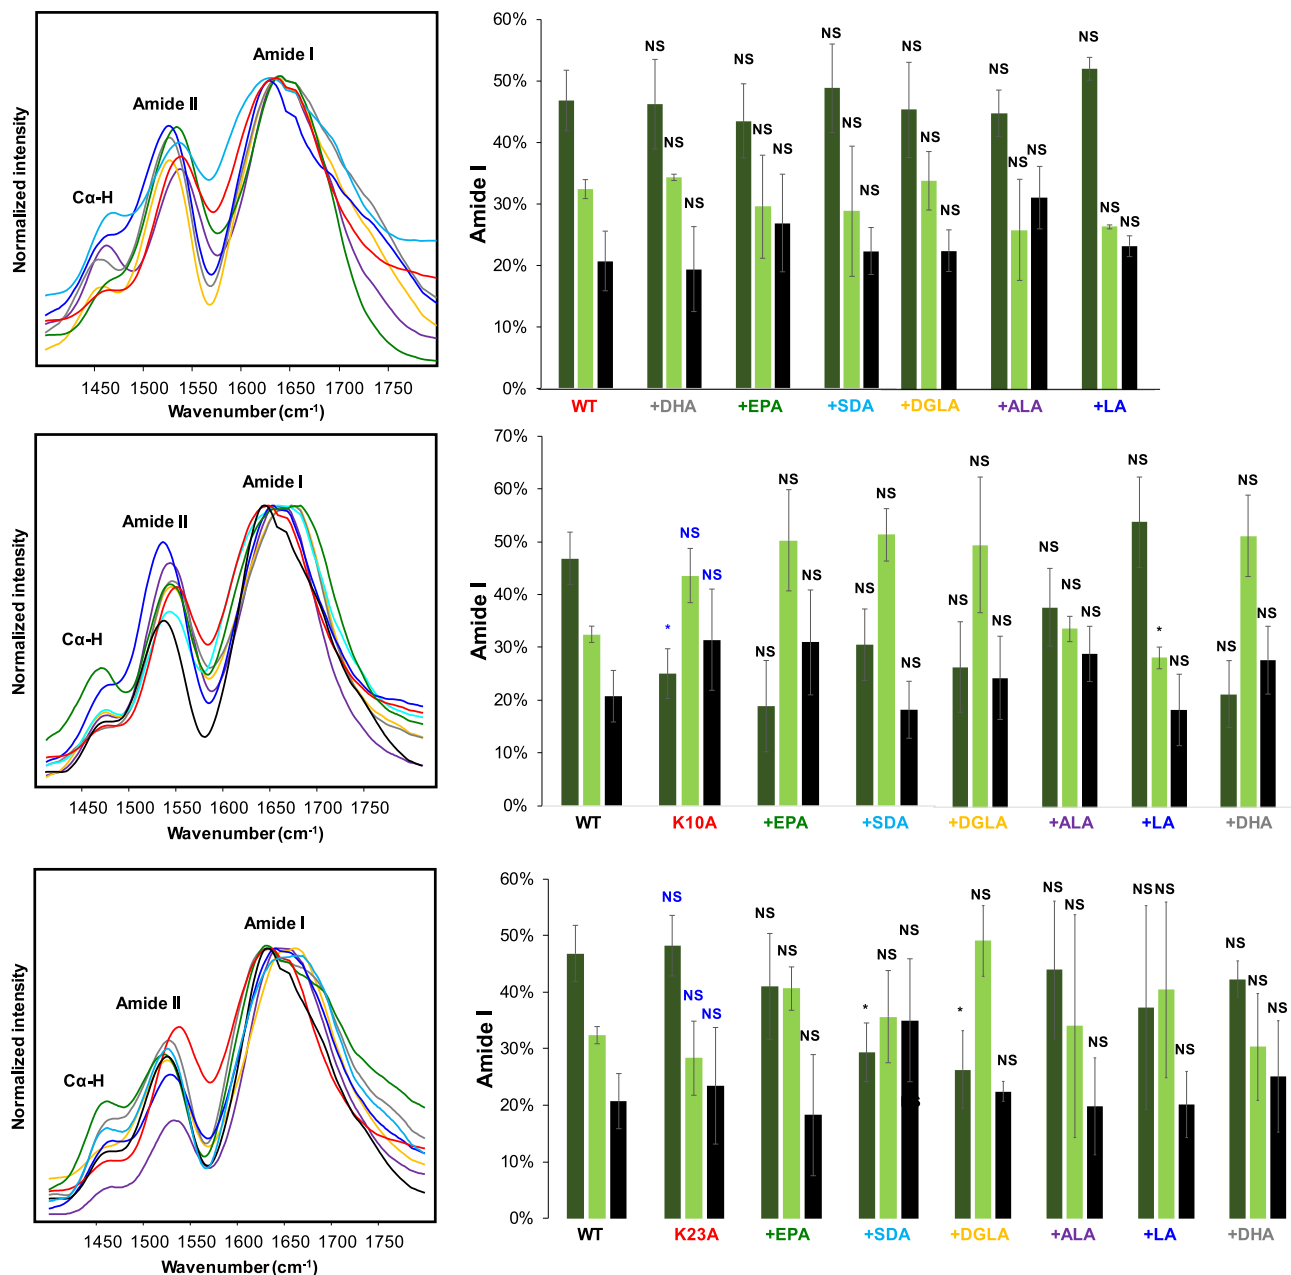 Normalized intensity
Amide I
Amide II
Cα-H
1450 1500 1550 1600 1650 1700 1750
Wavenumber (cm-1)
Amide I
60%
50%
40%
30%
20%
10%
0%
NS NS NS NS NS NS NS NS NS NS NS NS NS NS NS NS NS NS
WT +DHA +EPA +SDA +DGLA +ALA +LA
Normalized intensity
Amide I
Amide II
Cα-H
1450 1500 1550 1600 1650 1700 1750
Wavenumber (cm-1)
Amide I
70%
60%
50%
40%
30%
20%
10%
0%
* NS NS NS NS NS NS NS NS NS NS NS NS NS NS NS * NS NS NS NS
WT K10A +EPA +SDA +DGLA +ALA +LA +DHA
Normalized intensity
Amide I
Amide II
Cα-H
1450 1500 1550 1600 1650 1700 1750
Wavenumber (cm-1)
Amide I
60%
50%
40%
30%
20%
10%
0%
NS NS NS NS NS NS * NS NS * NS NS NS NS NS NS NS NS NS NS NS
WT K23A +EPA +SDA +DGLA +ALA +LA +DHA